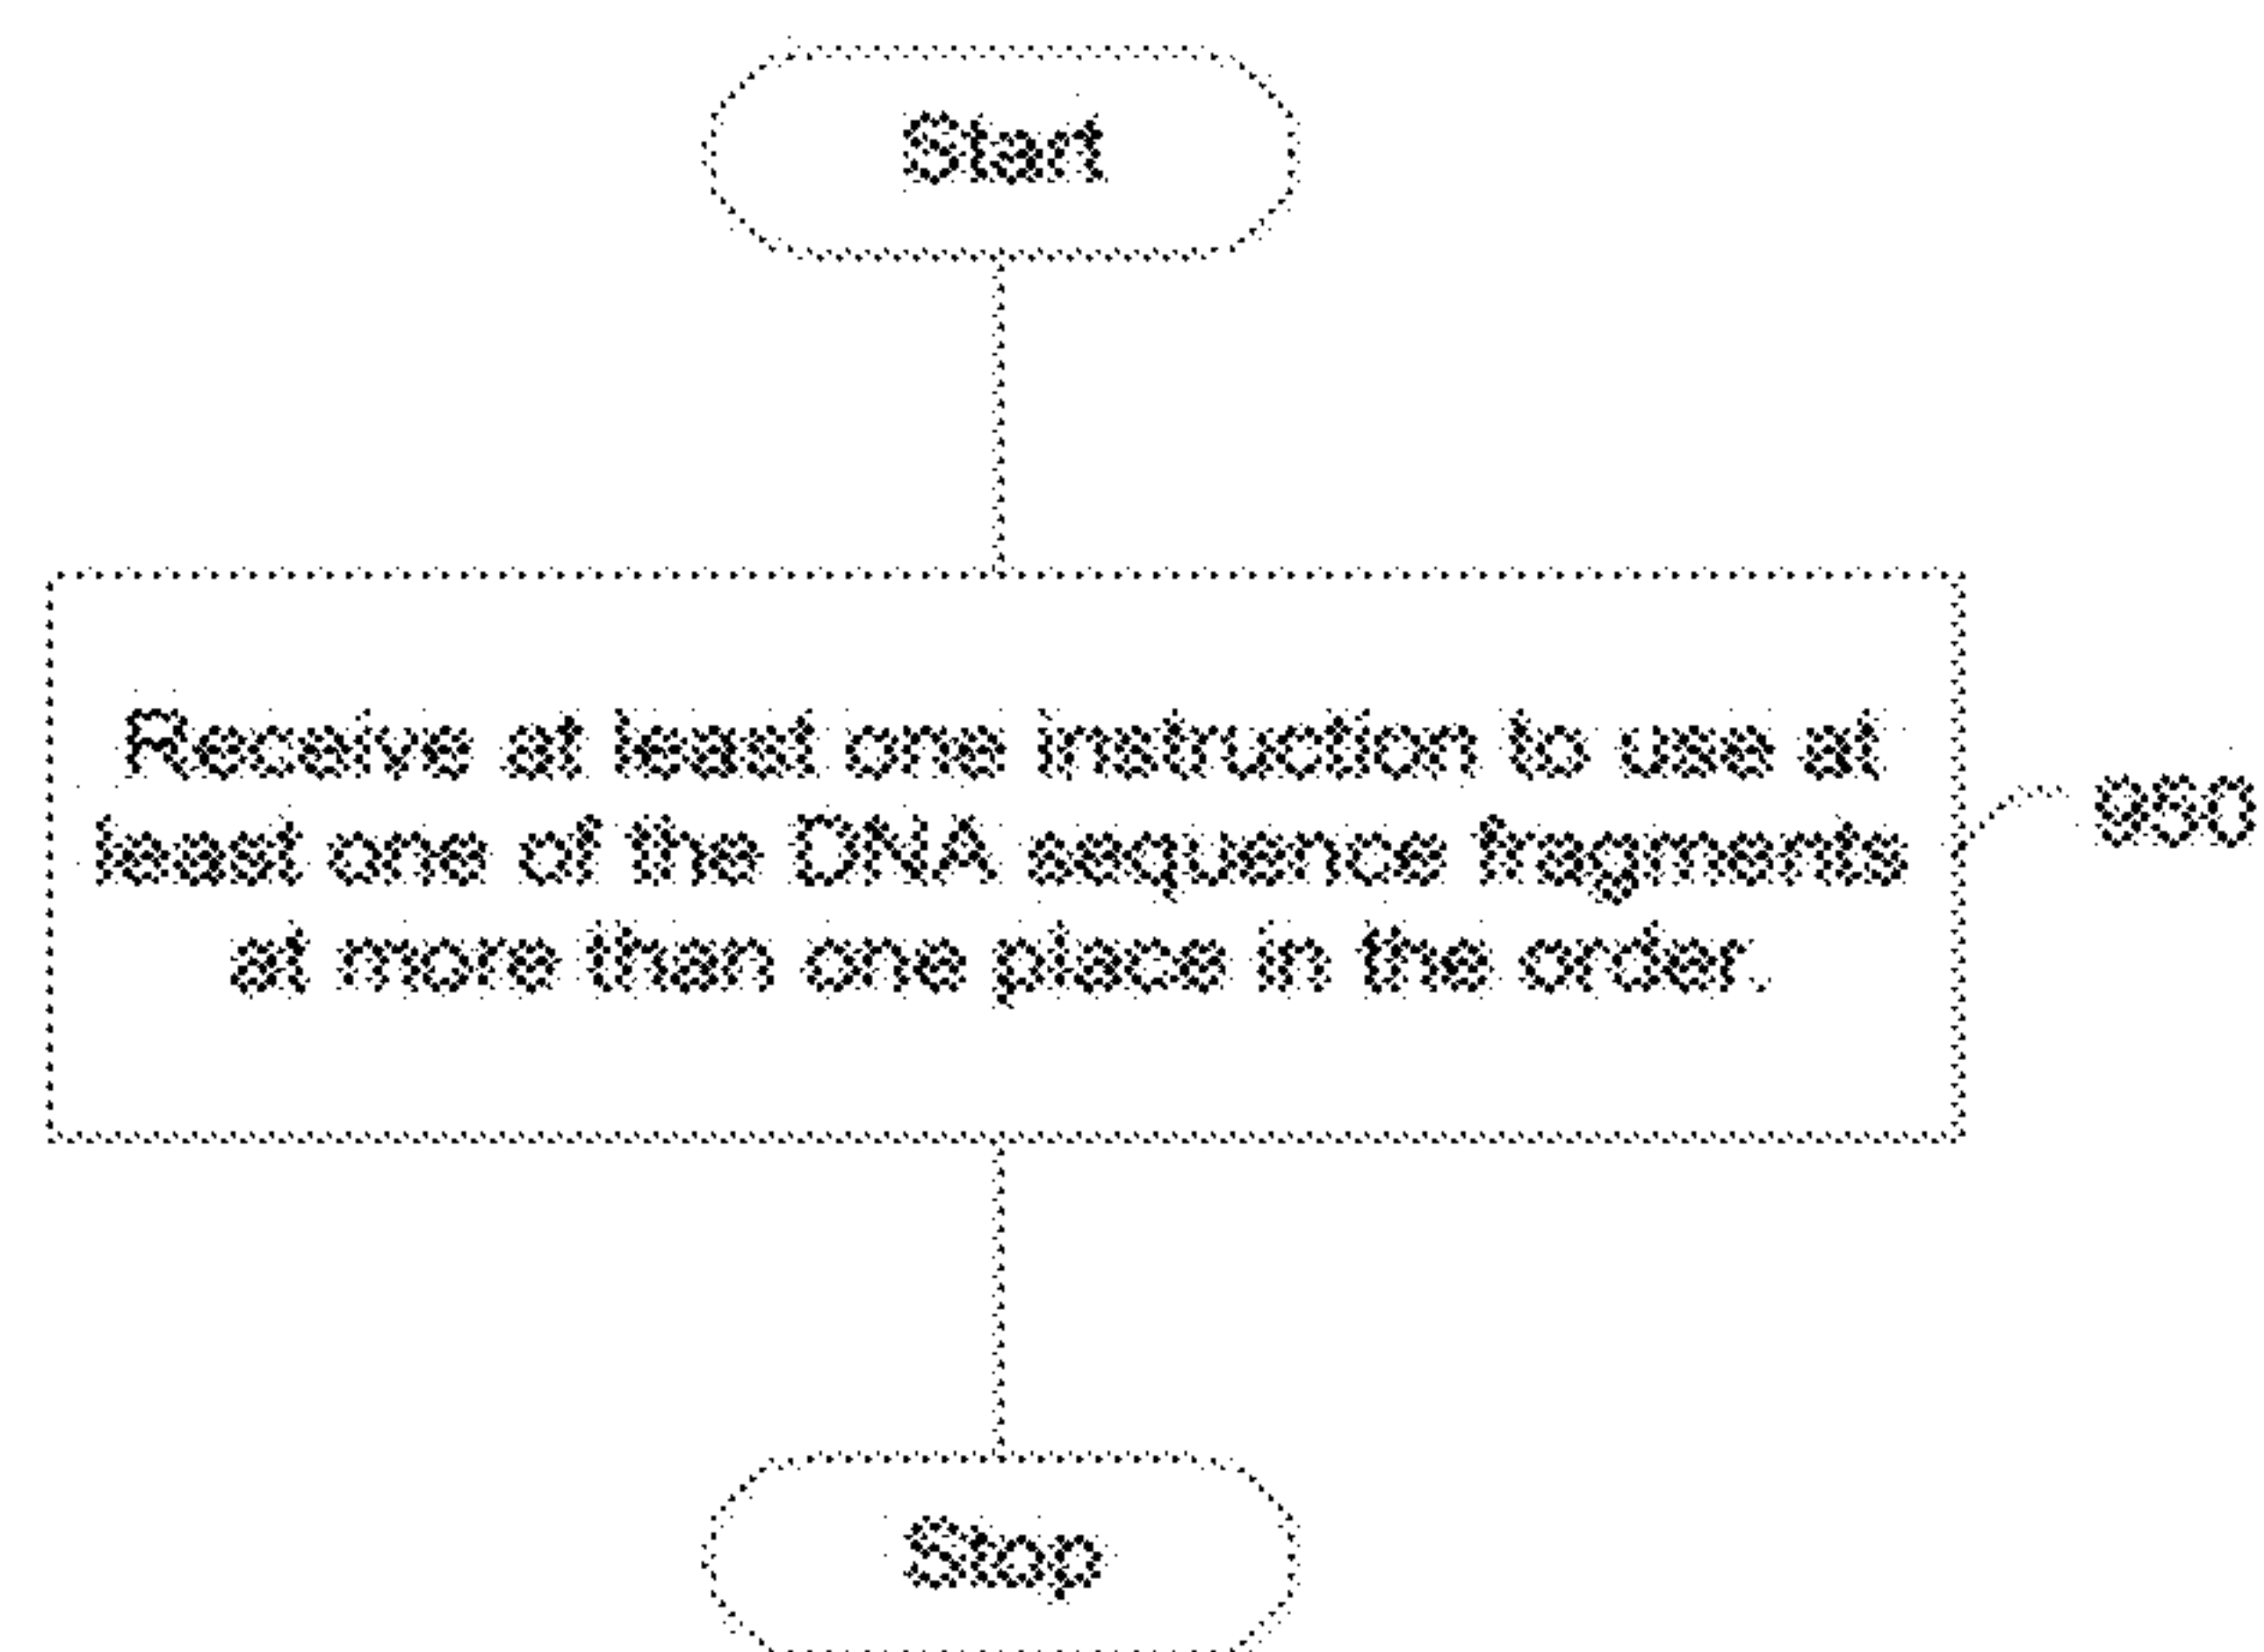 Start
Receive at least one instruction to use at
least one of the DNA sequence fragments
at more than one place in the order.
950
Stop